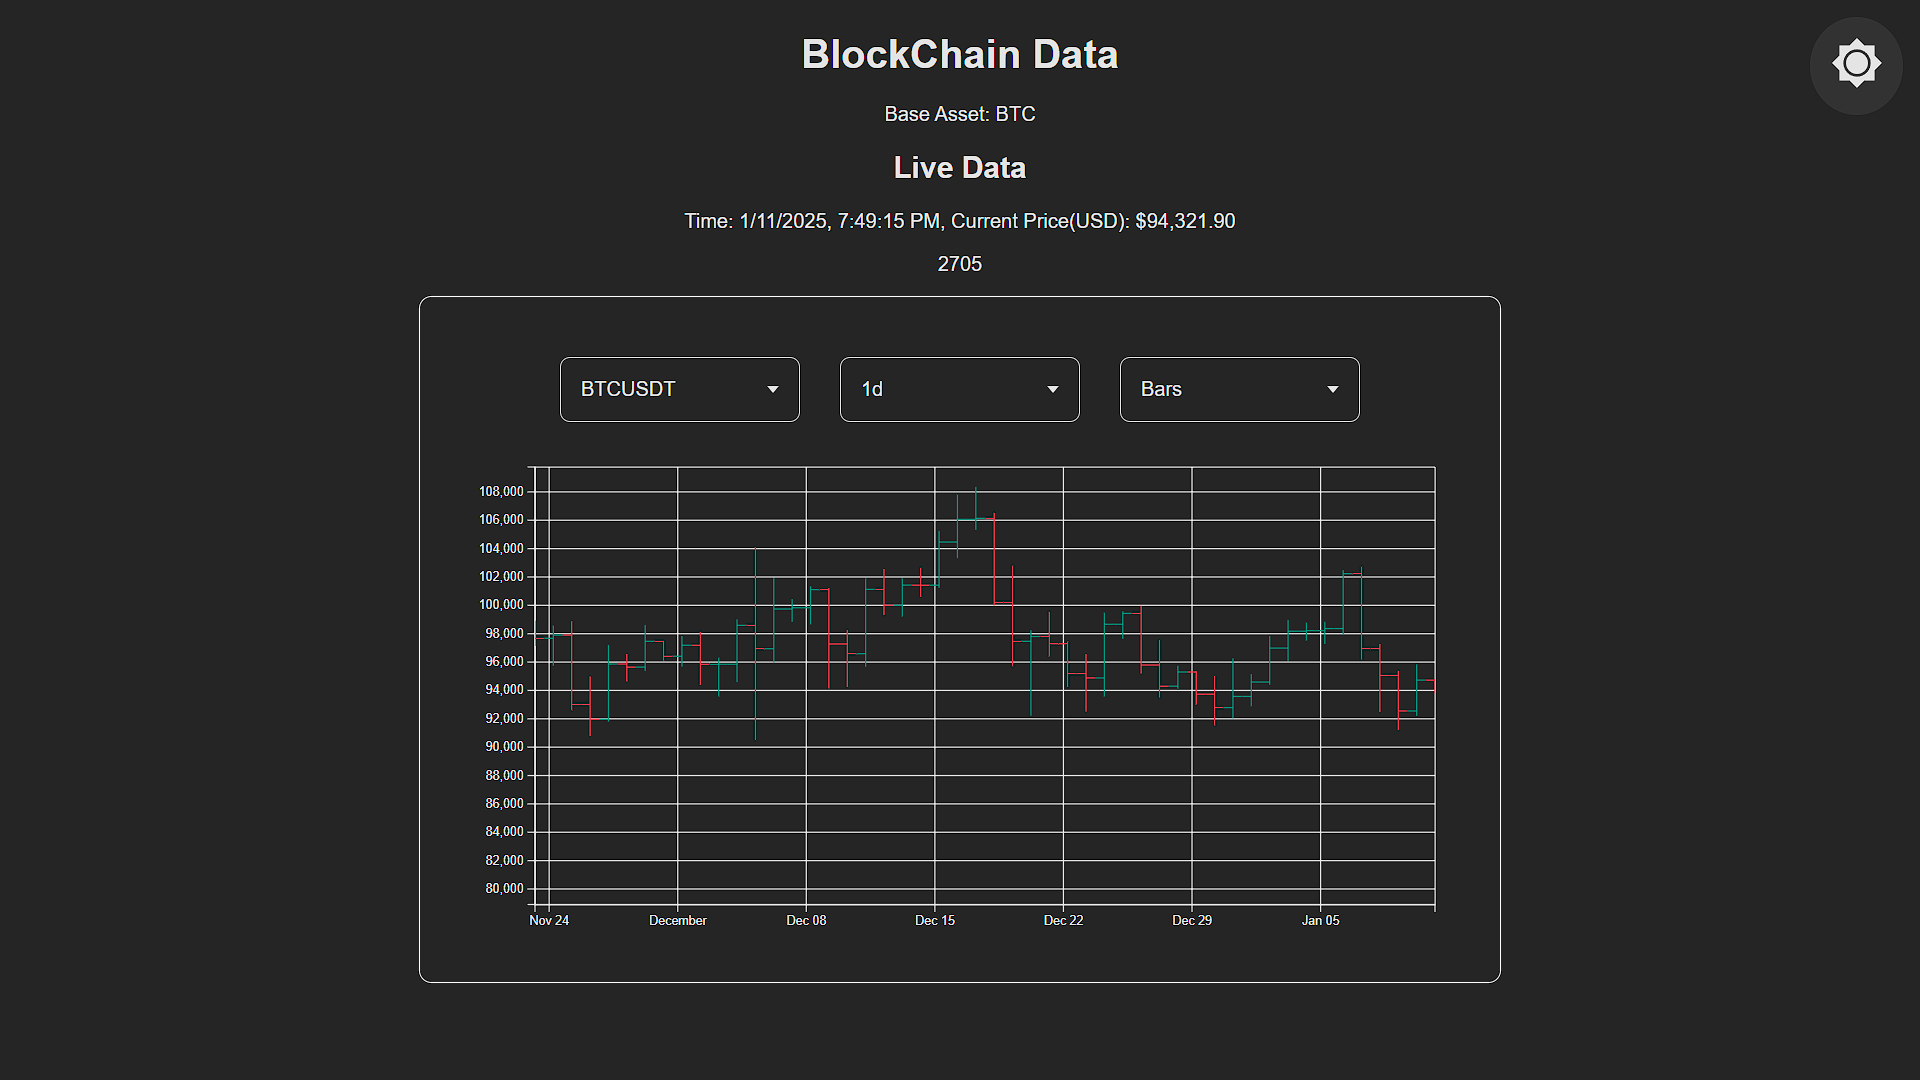 BlockChain Data
Base Asset: BTC
Live Data
Time: 1/11/2025, 7:49:15 PM, Current Price(USD): $94,321.90
2705
BTCUSDT
1d
Bars
108,000
106,000
104,000
102,000
100,000
98,000
96,000
94,000
92,000
90,000
88,000
86,000
84,000
82,000
80,000
Nov 24 December Dec 08 Dec 15 Dec 22 Dec 29 Jan 05